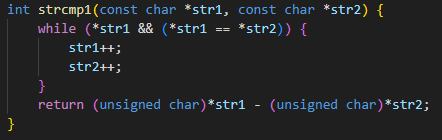 int strcmp1(const char *str1, const char *str2) {
    while (*str1 && (*str1 == *str2)) {
        str1++;
        str2++;
    }
    return (unsigned char)*str1 - (unsigned char)*str2;
}